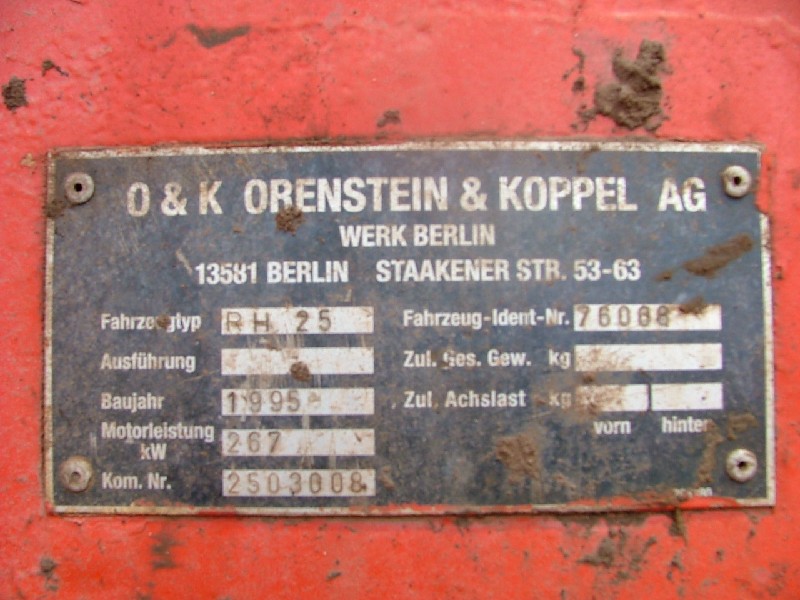 O & K ORENSTEIN & KOPPEL AG
WERK BERLIN
13581 BERLIN STAAKENER STR. 53-63
Fahrzeugtyp RH 25
Fahrzeug-Ident-Nr. 76008
Ausführung
Zul. Ges. Gew. kg
Baujahr 1995
Zul. Achslast kg
vorn hinten
Motorleistung kW 267
Kom. Nr. 2503008